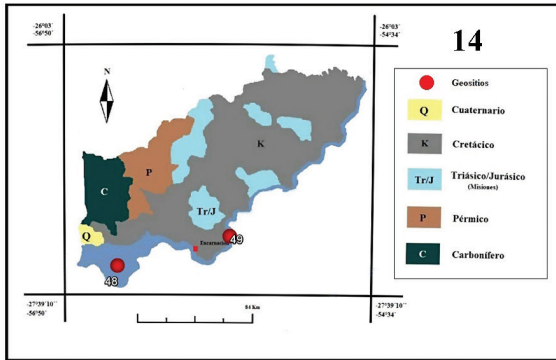 -26°03´
-56°50´
-26°03´
-54°34´
14
N
Geositios
Q
Cuaternario
K
Cretácico
Tr/J
Triásico/Jurásico
(Misiones)
P
Pérmico
C
Carbonífero
K
P
C
Tr/J
Q
Encarnación
49
48
-27°39´10´´
-56°50´
84 Km
-27°39´10´´
-54°34´